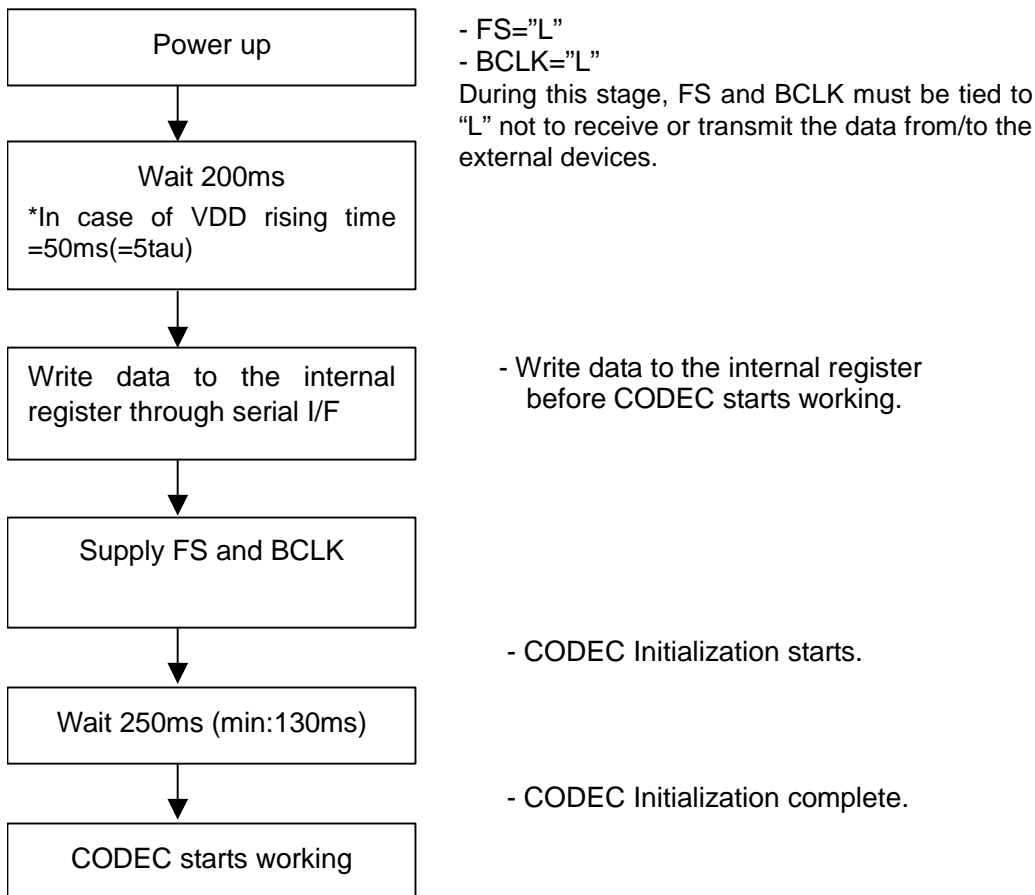 Power up
- FS=”L”
- BCLK=”L”
During this stage, FS and BCLK must be tied to
“L” not to receive or transmit the data from/to the
external devices.
Wait 200ms
*In case of VDD rising time
=50ms(=5tau)
Write data to the internal
register through serial I/F
- Write data to the internal register
before CODEC starts working.
Supply FS and BCLK
- CODEC Initialization starts.
Wait 250ms (min:130ms)
- CODEC Initialization complete.
CODEC starts working